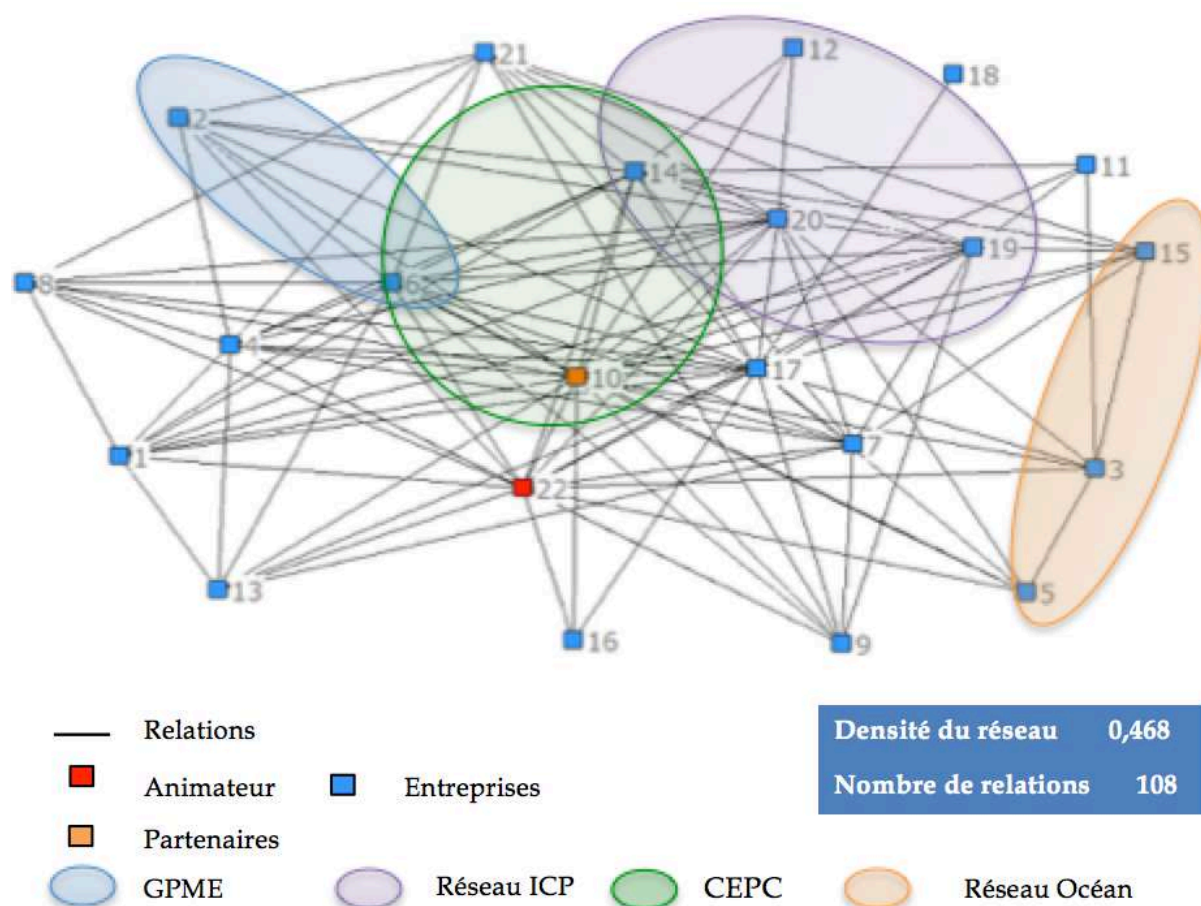 21
12
18
2
14
11
20
19
15
8
6
4
10
17
7
1
3
22
13
5
16
9
Relations
Animateur
Entreprises
Partenaires
Densité du réseau 0,468
Nombre de relations 108
GPME
Réseau ICP
CEPC
Réseau Océan